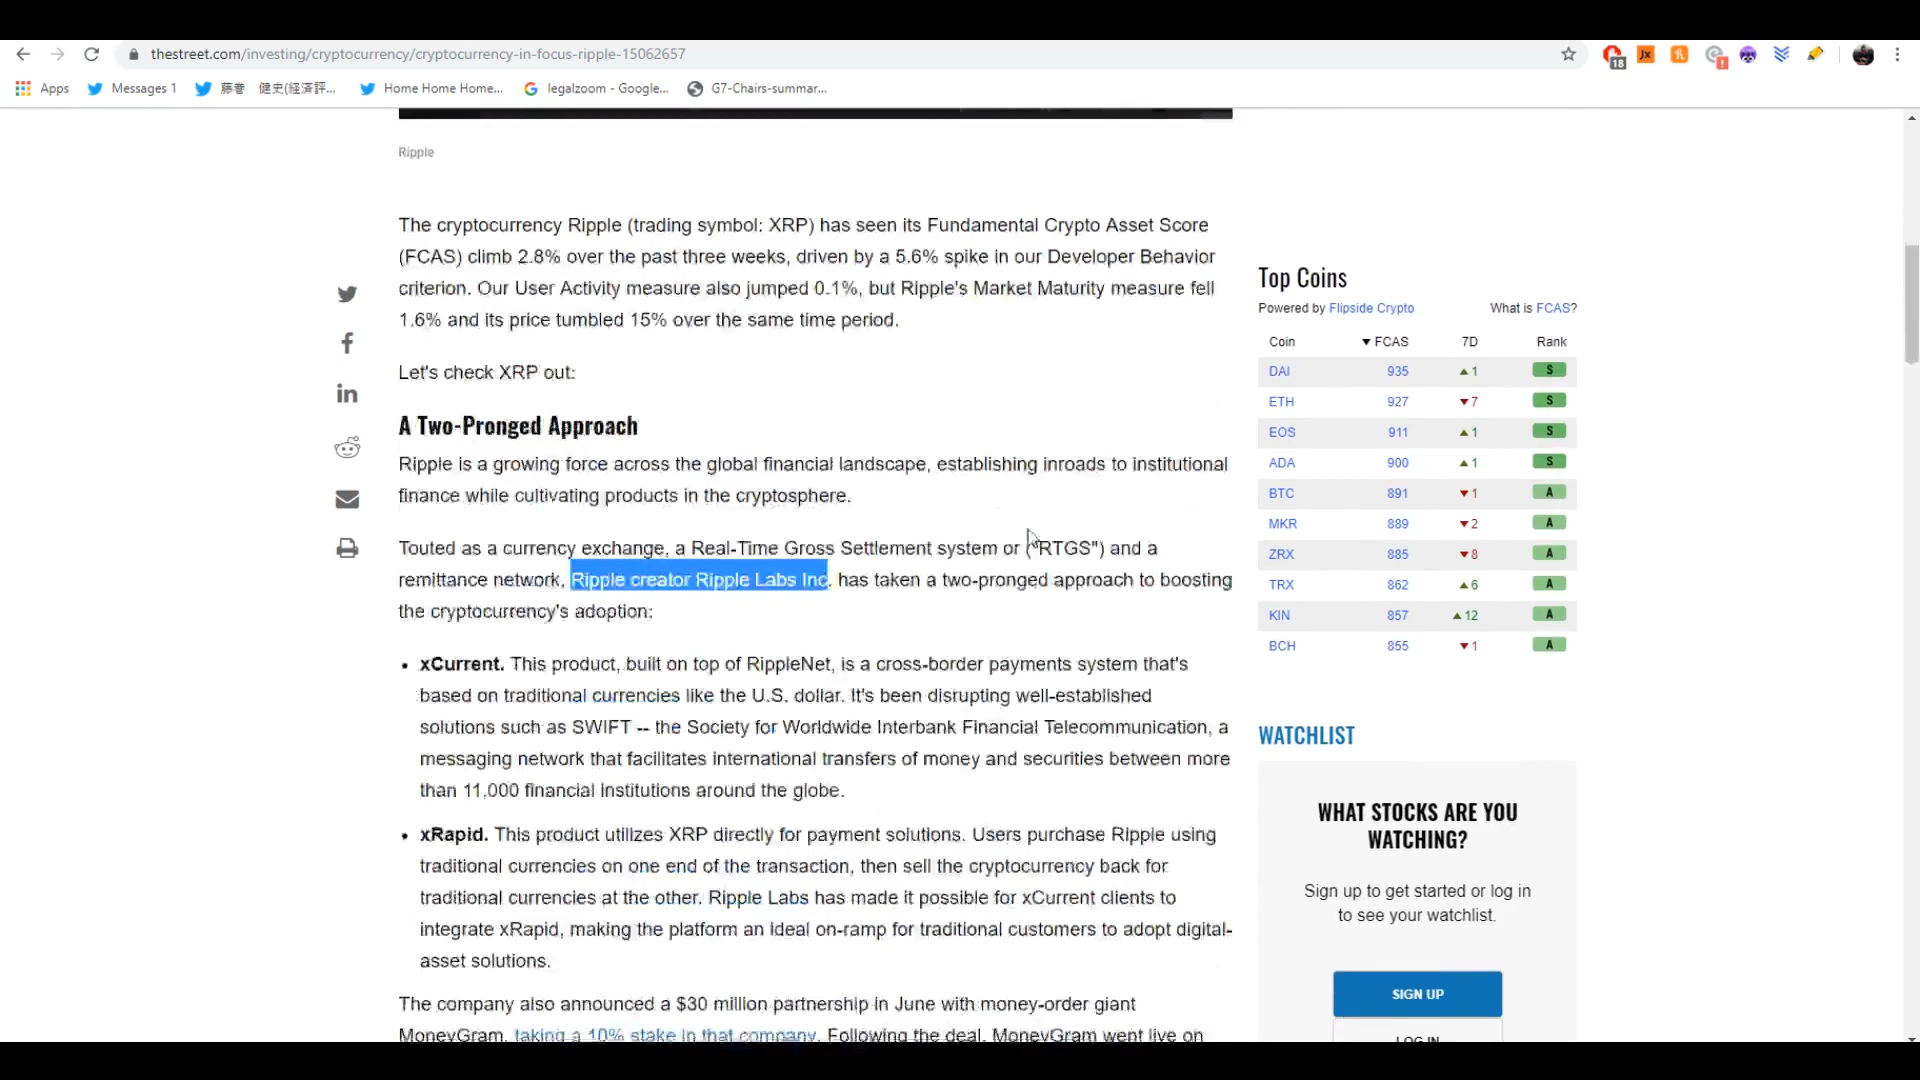 thestreet.com/investing/cryptocurrency/cryptocurrency-in-focus-ripple-15062657
18
Jx
Apps
Messages 1
藤巻 健史(経済評...
Home Home Home...
legalzoom - Google...
G7-Chairs-summar...
Ripple
The cryptocurrency Ripple (trading symbol: XRP) has seen its Fundamental Crypto Asset Score
(FCAS) climb 2.8% over the past three weeks, driven by a 5.6% spike in our Developer Behavior
criterion. Our User Activity measure also jumped 0.1%, but Ripple's Market Maturity measure fell
1.6% and its price tumbled 15% over the same time period.
Let's check XRP out:
A Two-Pronged Approach
Ripple is a growing force across the global financial landscape, establishing inroads to institutional
finance while cultivating products in the cryptosphere.
Touted as a currency exchange, a Real-Time Gross Settlement system or ("RTGS") and a
remittance network, Ripple creator Ripple Labs Inc. has taken a two-pronged approach to boosting
the cryptocurrency's adoption:
• xCurrent. This product, built on top of RippleNet, is a cross-border payments system that's
based on traditional currencies like the U.S. dollar. It's been disrupting well-established
solutions such as SWIFT -- the Society for Worldwide Interbank Financial Telecommunication, a
messaging network that facilitates international transfers of money and securities between more
than 11,000 financial institutions around the globe.
• xRapid. This product utilizes XRP directly for payment solutions. Users purchase Ripple using
traditional currencies on one end of the transaction, then sell the cryptocurrency back for
traditional currencies at the other. Ripple Labs has made it possible for xCurrent clients to
integrate xRapid, making the platform an ideal on-ramp for traditional customers to adopt digital-
asset solutions.
The company also announced a $30 million partnership in June with money-order giant
MoneyGram, taking a 10% stake in that company. Following the deal, MoneyGram went live on
Top Coins
Powered by Flipside Crypto What is FCAS?
Coin ▼ FCAS 7D Rank
DAI 935 ▲1 S
ETH 927 ▼7 S
EOS 911 ▲1 S
ADA 900 ▲1 S
BTC 891 ▼1 A
MKR 889 ▼2 A
ZRX 885 ▼8 A
TRX 862 ▲6 A
KIN 857 ▲12 A
BCH 855 ▼1 A
WATCHLIST
WHAT STOCKS ARE YOU
WATCHING?
Sign up to get started or log in
to see your watchlist.
SIGN UP
LOG IN